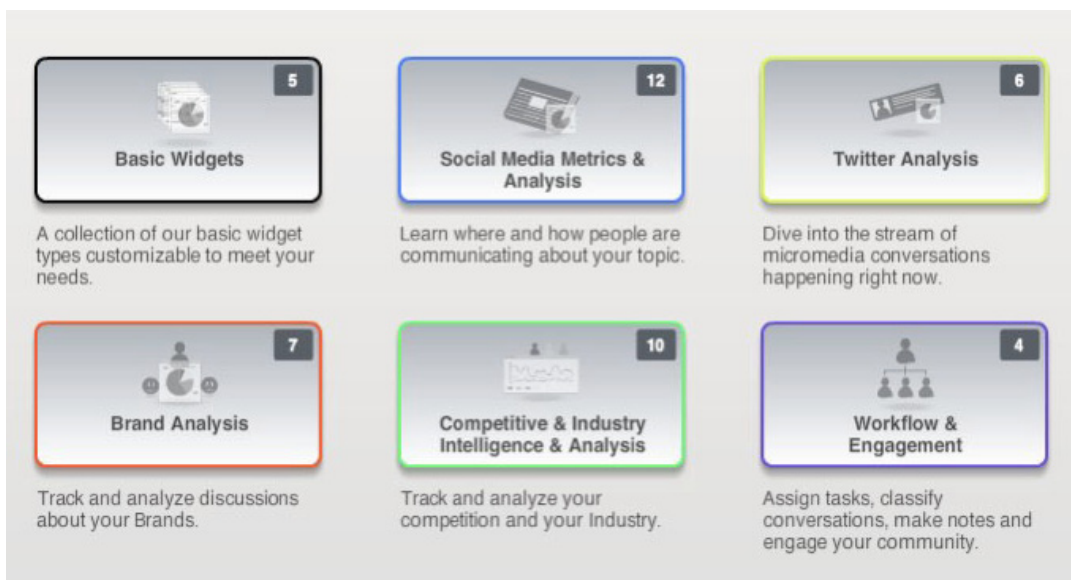 5
Basic Widgets
A collection of our basic widget
types customizable to meet your
needs.
12
Social Media Metrics &
Analysis
Learn where and how people are
communicating about your topic.
6
Twitter Analysis
Dive into the stream of
micromedia conversations
happening right now.
7
Brand Analysis
Track and analyze discussions
about your Brands.
10
Competitive & Industry
Intelligence & Analysis
Track and analyze your
competition and your Industry.
4
Workflow &
Engagement
Assign tasks, classify
conversations, make notes and
engage your community.